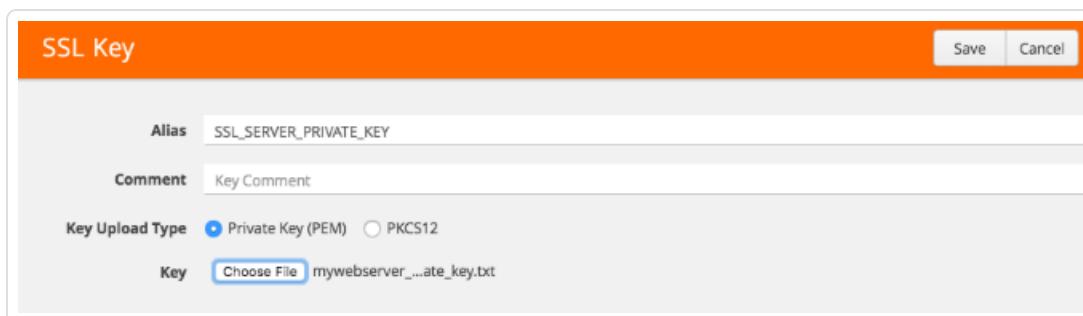 SSL Key Save Cancel
Alias SSL_SERVER_PRIVATE_KEY
Comment Key Comment
Key Upload Type Private Key (PEM) PKCS12
Key Choose File mywebserver_...ate_key.txt